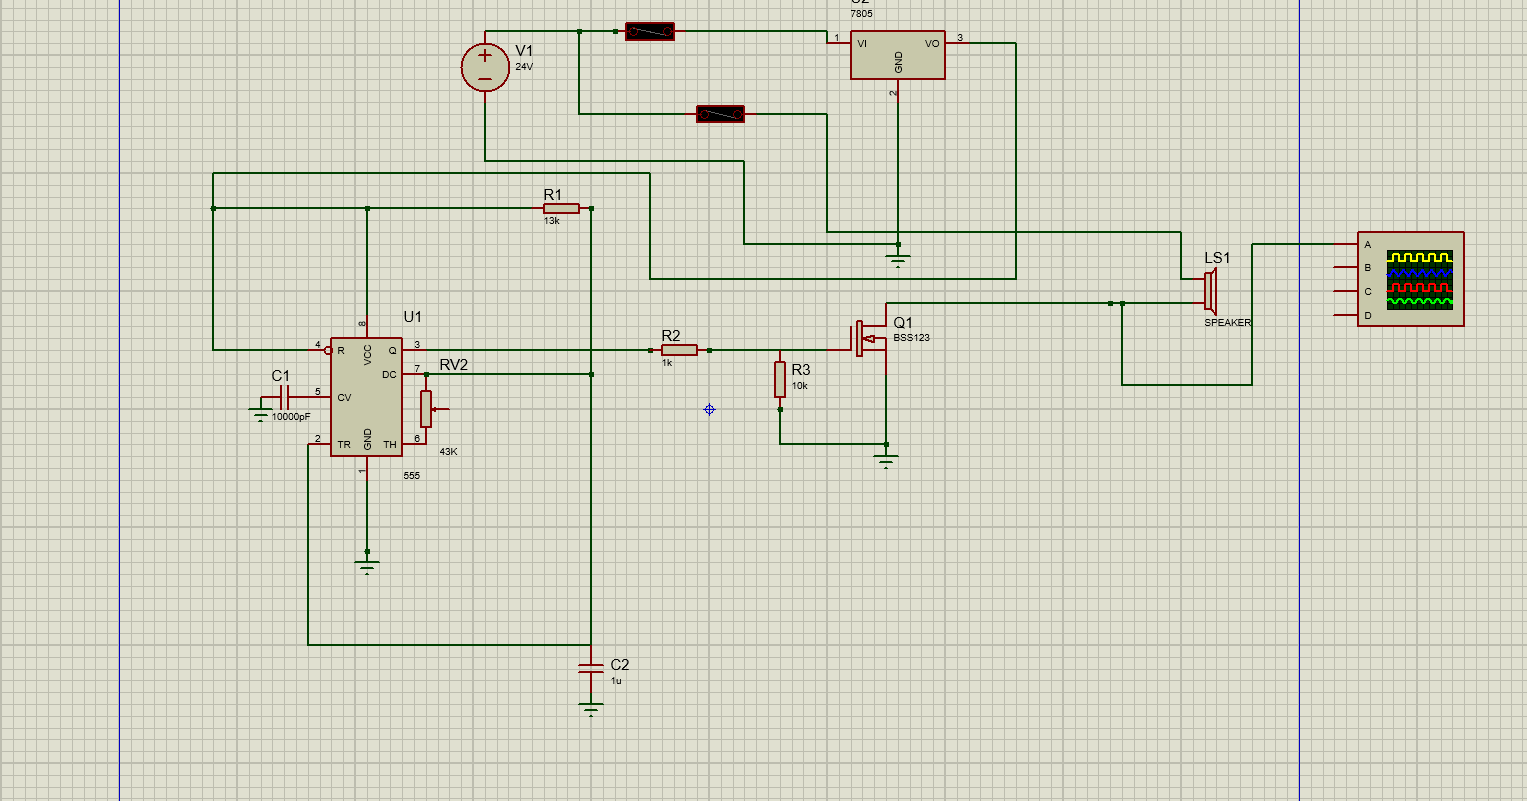 7805
V1
24V
1
VI
VO
3
GND
2
R1
13k
A
B
C
D
LS1
SPEAKER
U1
8
4
R
VCC
Q
3
R2
1k
Q1
BSS123
RV2
DC
7
R3
10k
C1
10000pF
5
CV
2
TR
GND
TH
6
43K
1
555
C2
1u